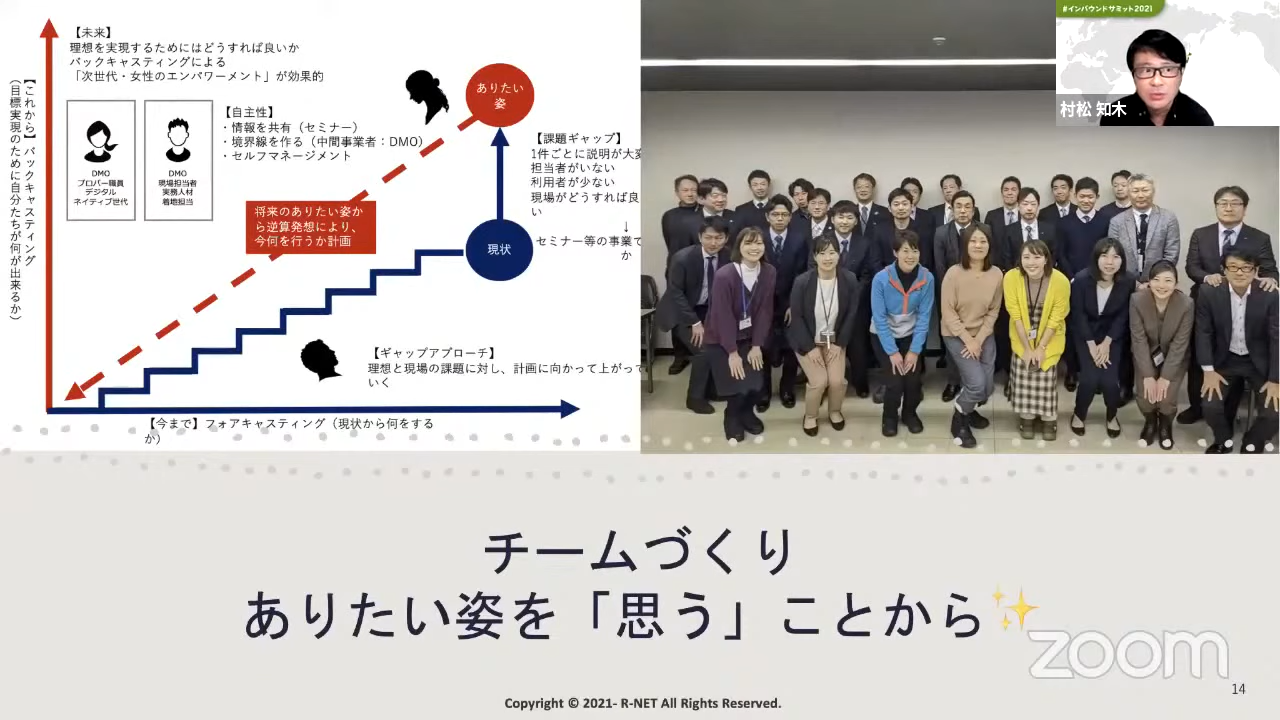 【未来】
理想を実現するためにはどうすれば良いか
バックキャスティングによる
「次世代・女性のエンパワーメント」が効果的
【これから】バックキャスティング
（目標実現のために自分たちが何が出来るか）
DMO
プロパー職員
デジタル
ネイティブ世代
DMO
現場担当者
実務人材
着地担当
【自主性】
・情報を共有（セミナー）
・境界線を作る（中間事業者：DMO）
・セルフマネージメント
ありたい
姿
【課題ギャップ】
1件ごとに説明が大変
担当者がいない
利用者が少ない
現場がどうすれば良
い
↓
セミナー等の事業で
か
将来のありたい姿か
ら逆算発想により、
今何を行うか計画
現状
【ギャップアプローチ】
理想と現場の課題に対し、計画に向かって上がって
いく
【今まで】フォアキャスティング（現状から何をする
か）
#インバウンドサミット2021
村松 知木
チームづくり
ありたい姿を「思う」ことから✨
zoom
14
Copyright © 2021- R-NET All Rights Reserved.